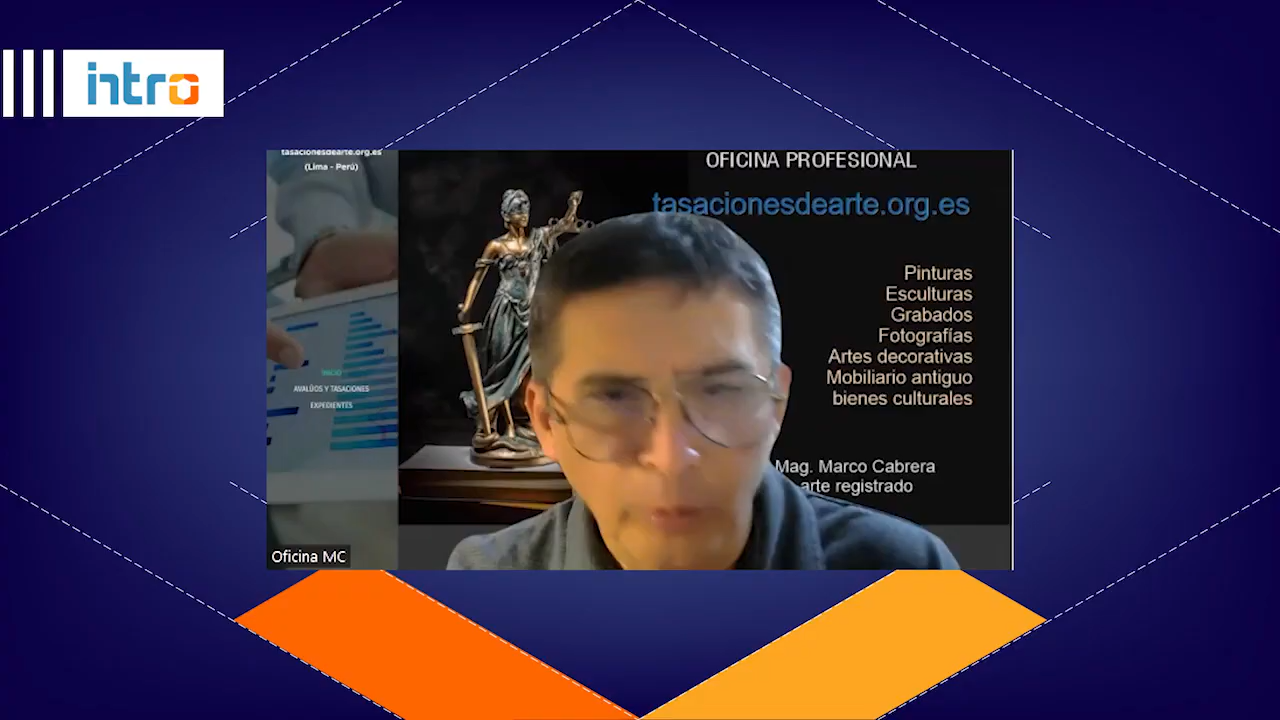 intro
tasacionesdearte.org.es
(Lima - Perú)
INICIO
AVALÚOS Y TASACIONES
EXPEDIENTES
OFICINA PROFESIONAL
tasacionesdearte.org.es
Pinturas
Esculturas
Grabados
Fotografías
Artes decorativas
Mobiliario antiguo
bienes culturales
Mag. Marco Cabrera
arte registrado
Oficina MC